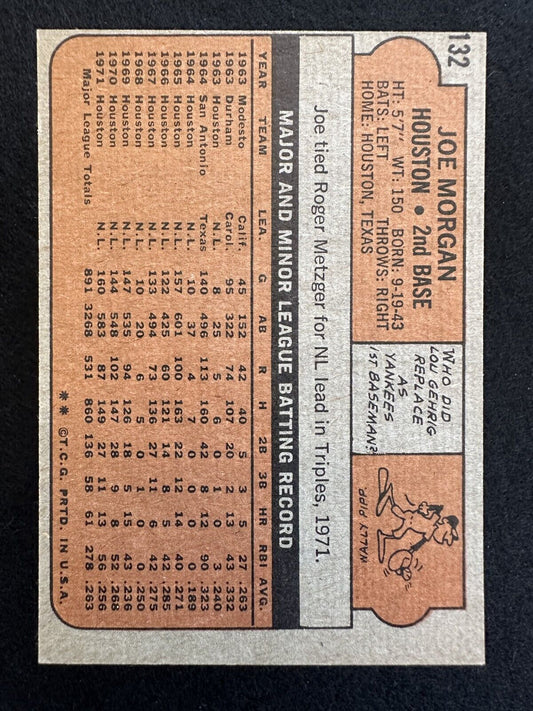 132
JOE MORGAN
HOUSTON • 2nd BASE
HT: 5'7" WT: 150 BORN: 9-19-43
BATS: LEFT THROWS: RIGHT
HOME: HOUSTON, TEXAS
WHO DID
LOU GEHRIG
REPLACE
AS
YANKEES
1ST BASEMAN?
WALLY PIPP
Joe tied Roger Metzger for NL lead in Triples, 1971.
MAJOR AND MINOR LEAGUE BATTING RECORD
YEAR TEAM LEA. G AB R H 2B 3B HR RBI AVG.
1963 Modesto Calif. 45 152 42 40 5 3 5 27 .263
1963 Durham Carol. 95 322 74 107 20 2 13 43 .332
1963 Houston N.L. 8 25 5 6 0 1 0 3 .240
1964 San Antonio Texas 140 496 113 160 42 8 12 90 .323
1964 Houston N.L. 10 37 4 7 0 0 0 0 .189
1965 Houston N.L. 157 601 100 163 22 12 14 40 .271
1966 Houston N.L. 122 425 60 121 14 8 5 42 .285
1967 Houston N.L. 133 494 73 136 27 11 6 42 .275
1968 Houston N.L. 10 20 6 5 0 1 0 0 .250
1969 Houston N.L. 147 535 94 126 18 5 15 43 .236
1970 Houston N.L. 144 548 102 147 28 9 8 52 .268
1971 Houston N.L. 160 583 87 149 27 11 13 56 .256
Major League Totals 891 3268 531 860 136 58 61 278 .263
** ©T.C.G. PRTD. IN U.S.A.